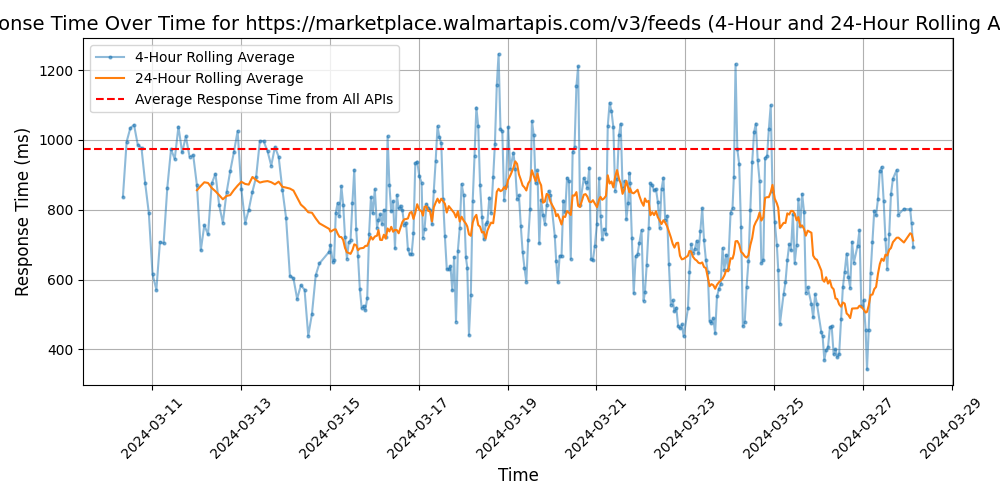 onse Time Over Time for https://marketplace.walmartapis.com/v3/feeds (4-Hour and 24-Hour Rolling A
4-Hour Rolling Average
24-Hour Rolling Average
Average Response Time from All APIs
Response Time (ms)
1200
1000
800
600
400
2024-03-11
2024-03-13
2024-03-15
2024-03-17
2024-03-19
2024-03-21
2024-03-23
2024-03-25
2024-03-27
2024-03-29
Time